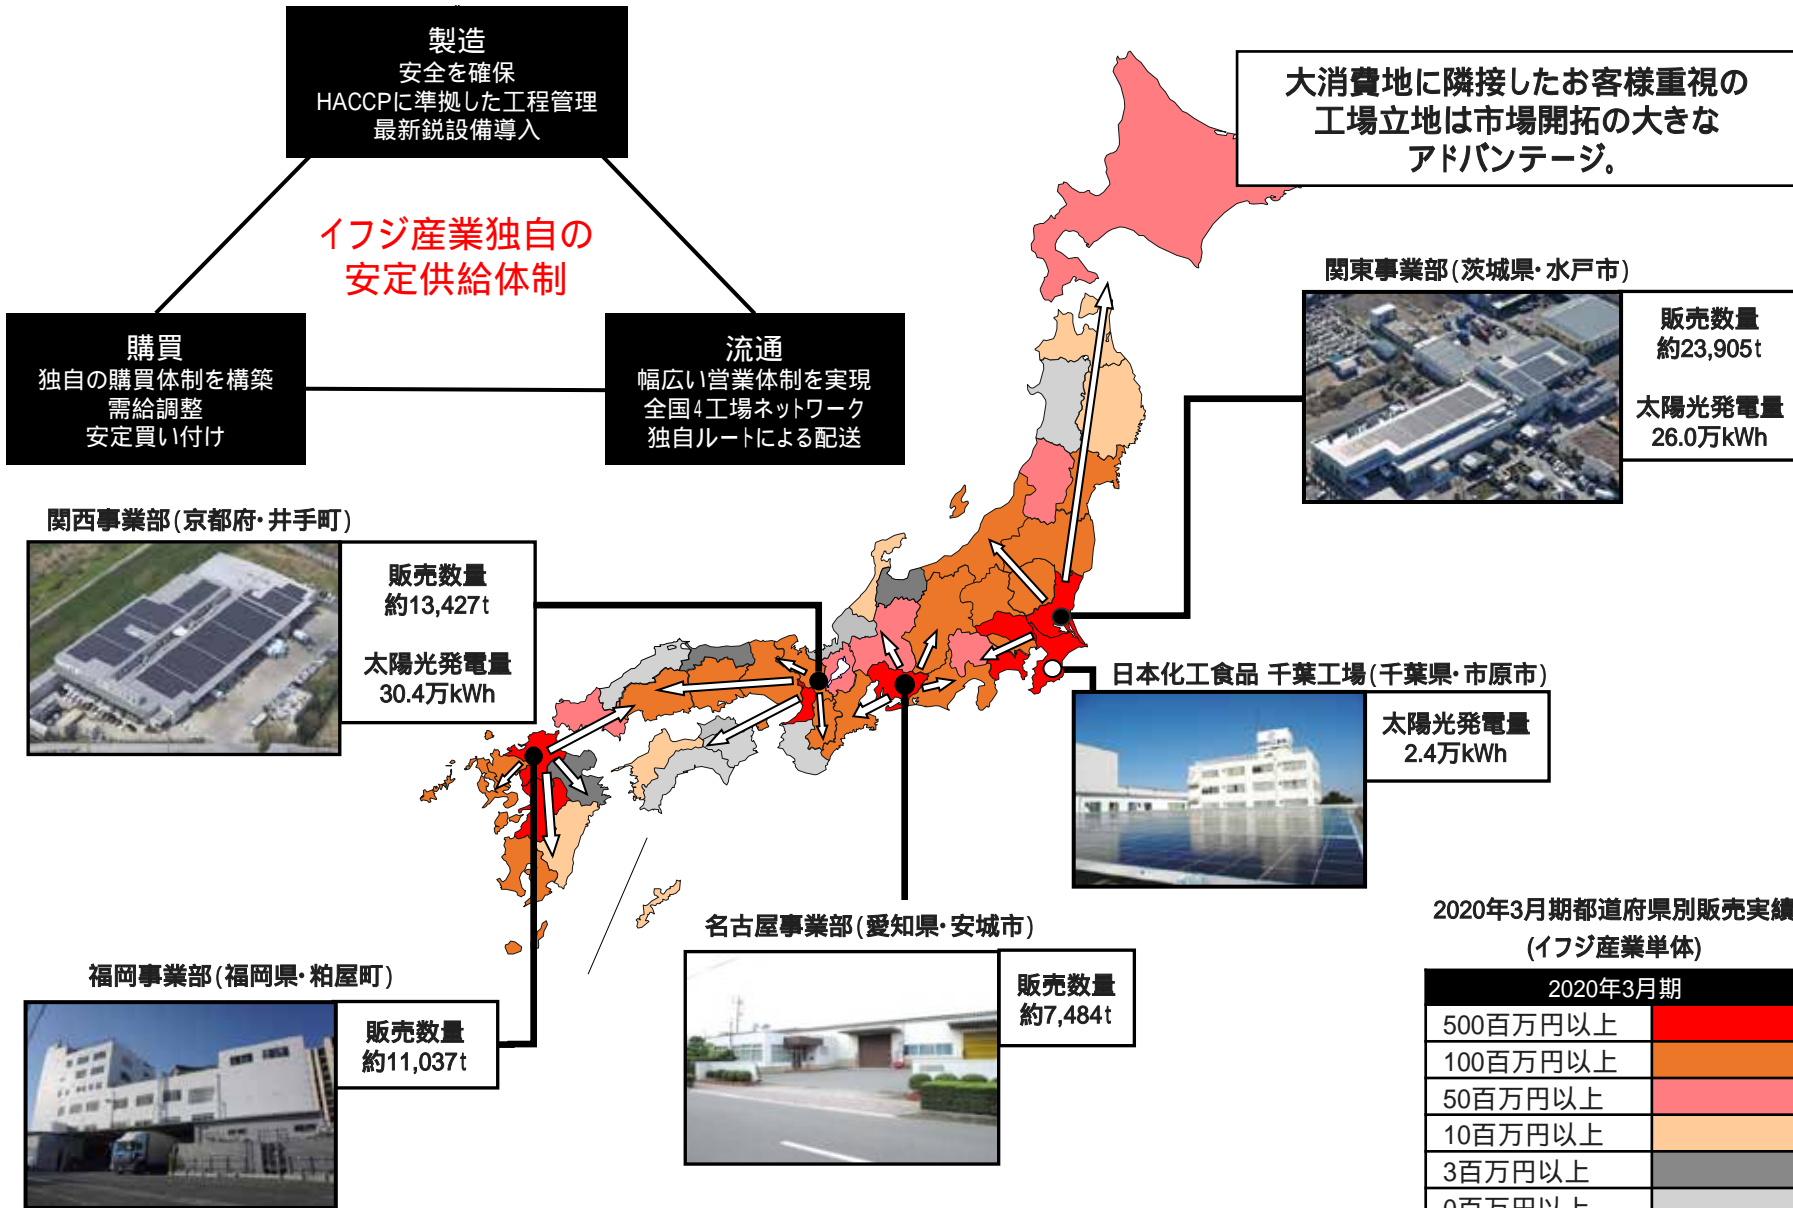 製造
安全を確保
HACCPに準拠した工程管理
最新鋭設備導入
イフジ産業独自の
安定供給体制
購買
独自の購買体制を構築
需給調整
安定買い付け
流通
幅広い営業体制を実現
全国4工場ネットワーク
独自ルートによる配送
大消費地に隣接したお客様重視の
工場立地は市場開拓の大きな
アドバンテージ。
関東事業部(茨城県・水戸市)
販売数量
約23,905t
太陽光発電量
26.0万kWh
関西事業部(京都府・井手町)
販売数量
約13,427t
太陽光発電量
30.4万kWh
日本化工食品 千葉工場(千葉県・市原市)
太陽光発電量
2.4万kWh
名古屋事業部(愛知県・安城市)
販売数量
約7,484t
福岡事業部(福岡県・粕屋町)
販売数量
約11,037t
2020年3月期都道府県別販売実績
(イフジ産業単体)
2020年3月期
500百万円以上
100百万円以上
50百万円以上
10百万円以上
3百万円以上
0百万円以上